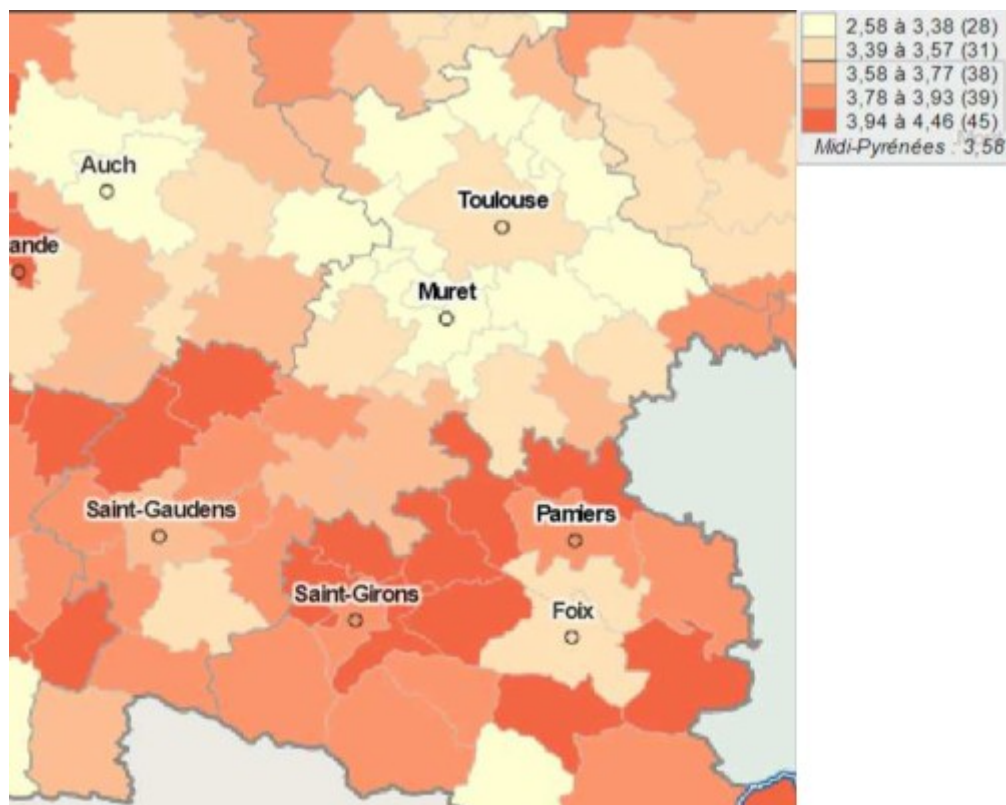 2,58 à 3,38 (28)
3,39 à 3,57 (31)
3,58 à 3,77 (38)
3,78 à 3,93 (39)
3,94 à 4,46 (45)
Midi-Pyrénées : 3,58
Auch
Toulouse
ande
Muret
Saint-Gaudens
Pamiers
Saint-Girons
Foix